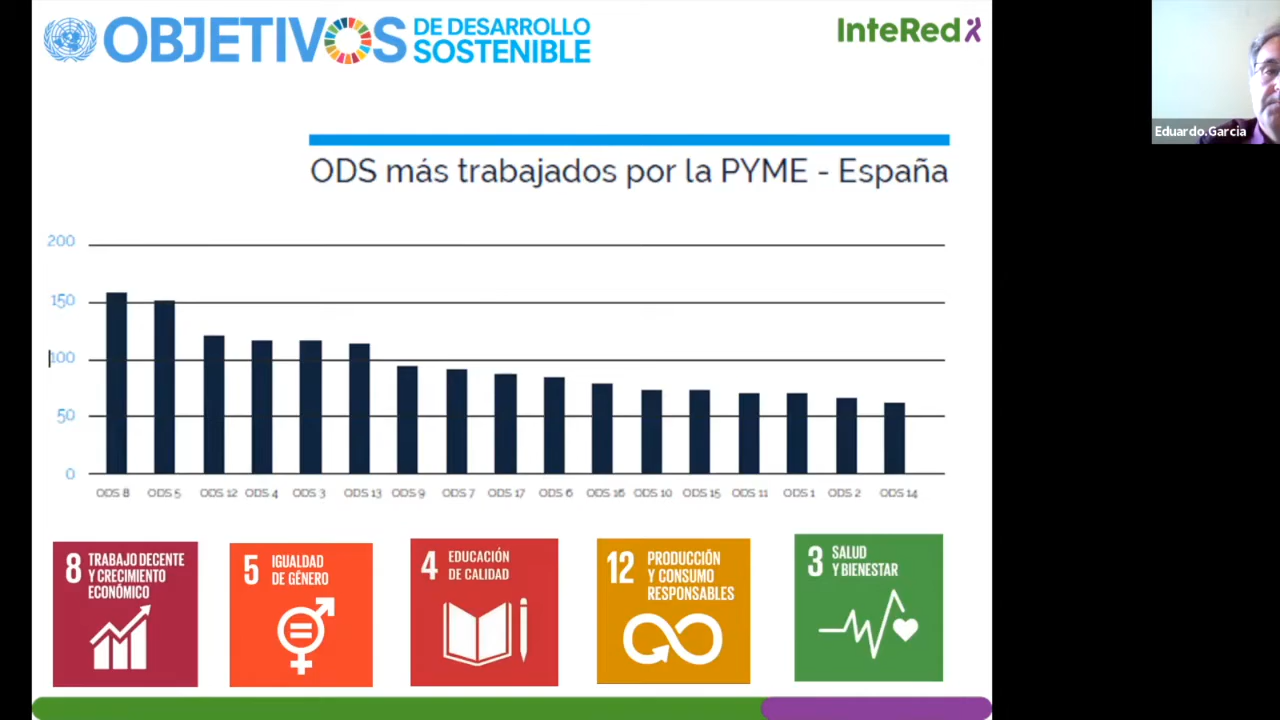 OBJETIVOS DE DESARROLLO SOSTENIBLE
InteRed
Eduardo.Garcia
ODS más trabajados por la PYME - España
200
150
100
50
0
ODS 8 ODS 5 ODS 12 ODS 4 ODS 3 ODS 13 ODS 9 ODS 7 ODS 17 ODS 6 ODS 16 ODS 10 ODS 15 ODS 11 ODS 1 ODS 2 ODS 14
8 TRABAJO DECENTE
Y CRECIMIENTO
ECONÓMICO
5 IGUALDAD
DE GÉNERO
4 EDUCACIÓN
DE CALIDAD
12 PRODUCCIÓN
Y CONSUMO
RESPONSABLES
3 SALUD
Y BIENESTAR